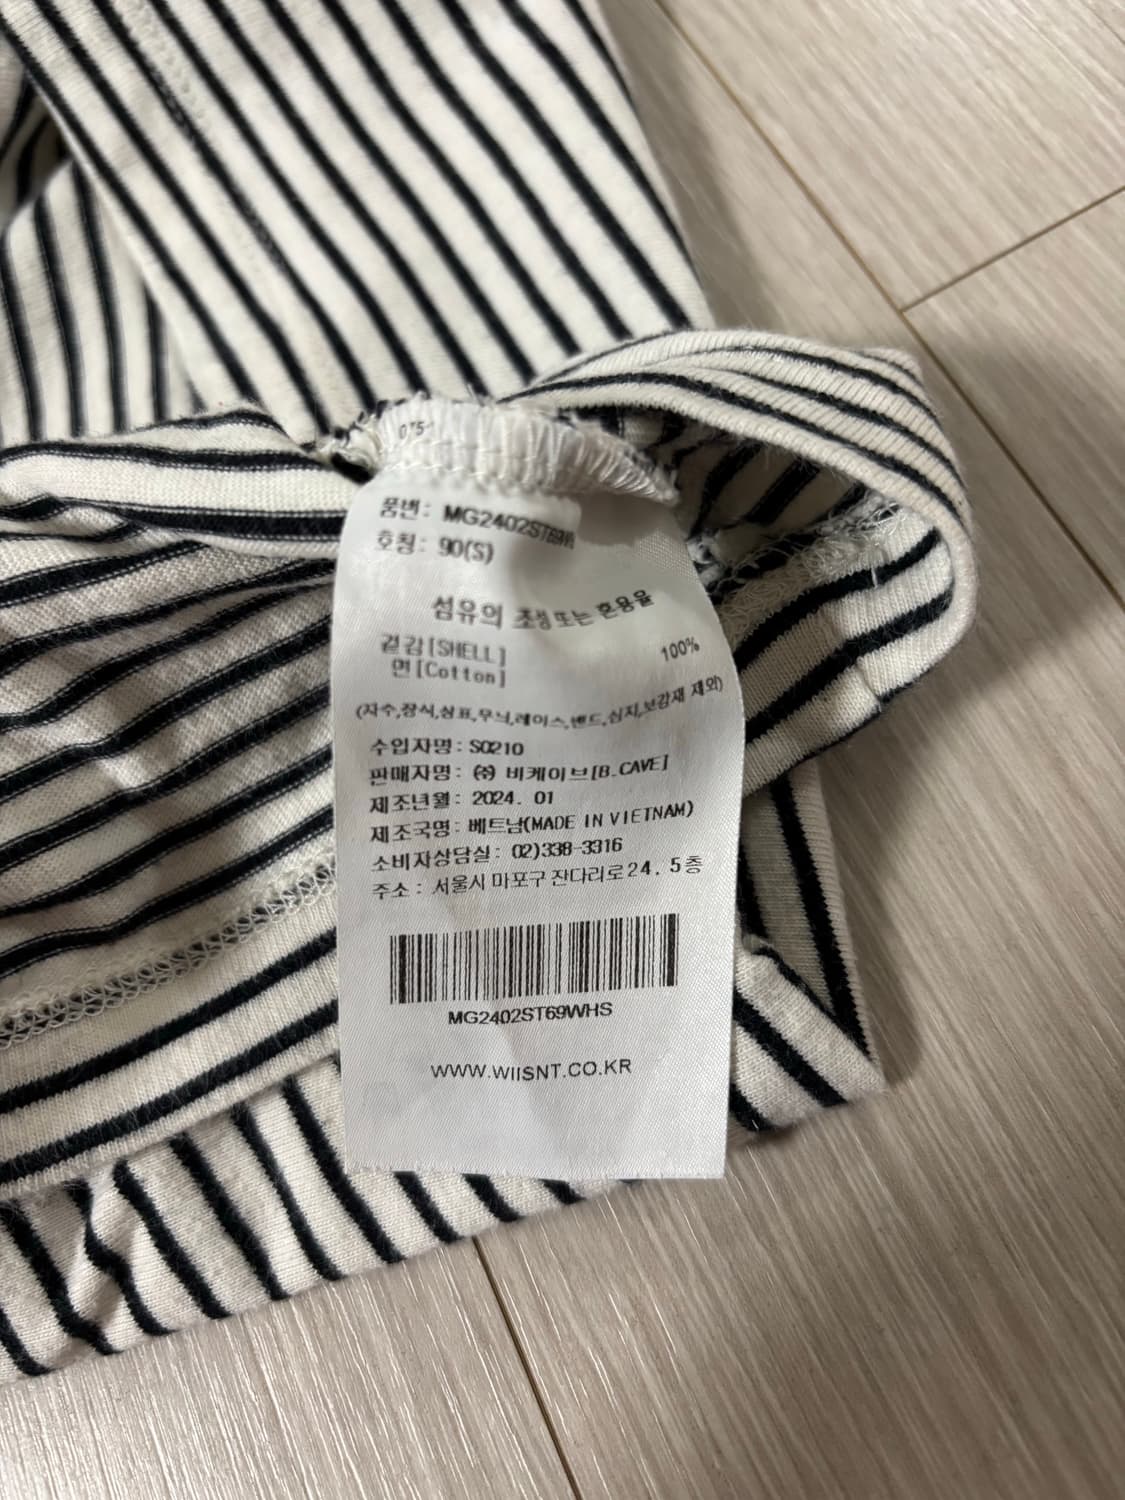 075
품번: MG2402ST69WHS
호칭: 90(S)
섬유의 조성 또는 혼용율
겉감[SHELL]
면[Cotton] 100%
(자수,장식,상표,무늬,레이스,밴드,심지,보강재 제외)
수입자명: S0210
판매자명: ㈜ 비케이브[B.CAVE]
제조년월: 2024. 01
제조국명: 베트남(MADE IN VIETNAM)
소비자상담실: 02)338-3316
주소: 서울시 마포구 잔다리로24, 5층
MG2402ST69WHS
WWW.WIISNT.CO.KR